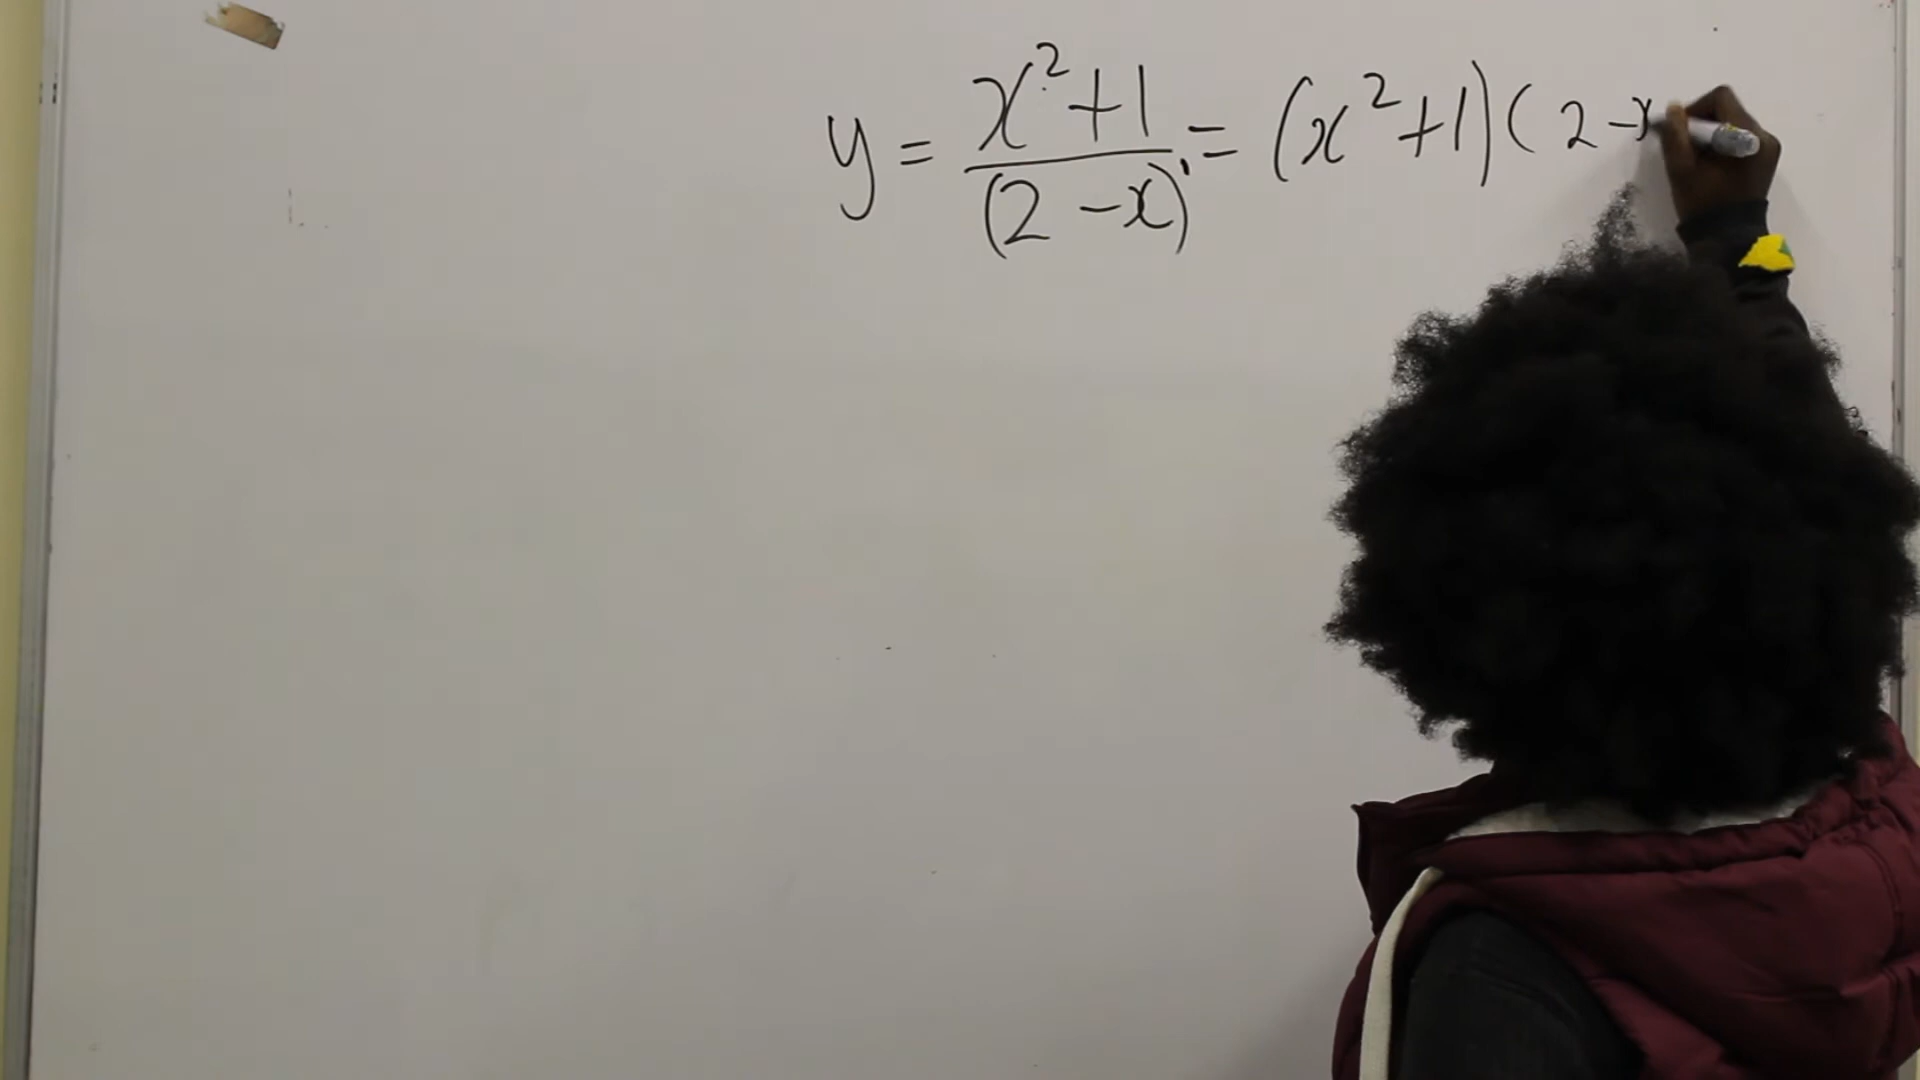 y = x²+1/(2-x)' = (x²+1)(2-x